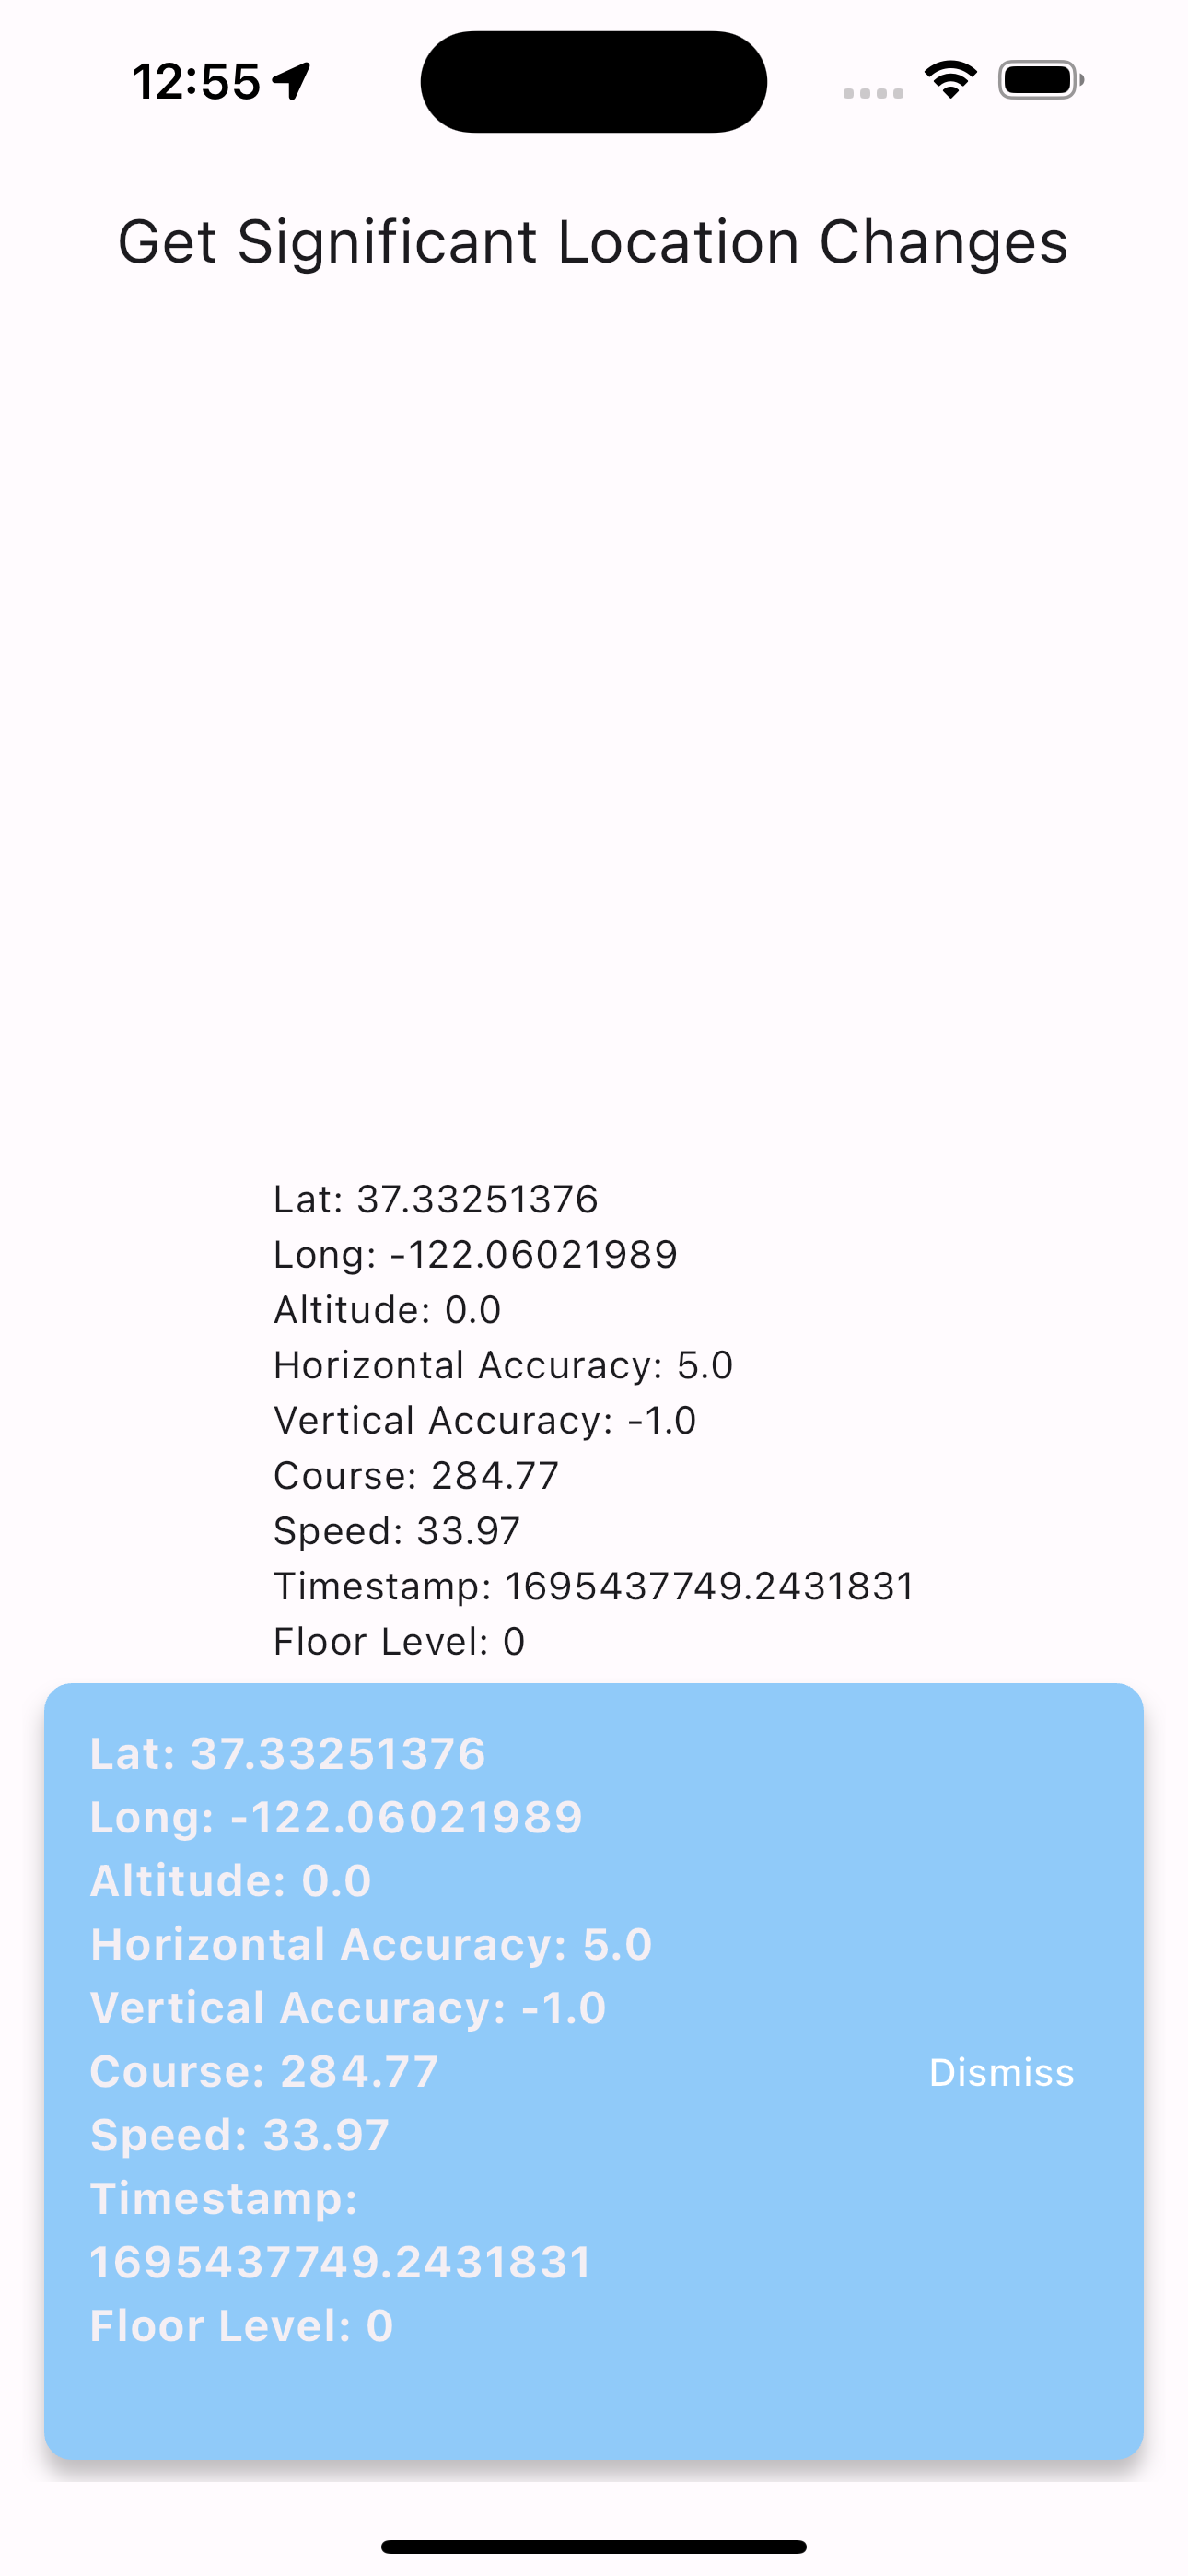 12:55
Get Significant Location Changes
Lat: 37.33251376
Long: -122.06021989
Altitude: 0.0
Horizontal Accuracy: 5.0
Vertical Accuracy: -1.0
Course: 284.77
Speed: 33.97
Timestamp: 1695437749.2431831
Floor Level: 0
Lat: 37.33251376
Long: -122.06021989
Altitude: 0.0
Horizontal Accuracy: 5.0
Vertical Accuracy: -1.0
Course: 284.77
Dismiss
Speed: 33.97
Timestamp:
1695437749.2431831
Floor Level: 0